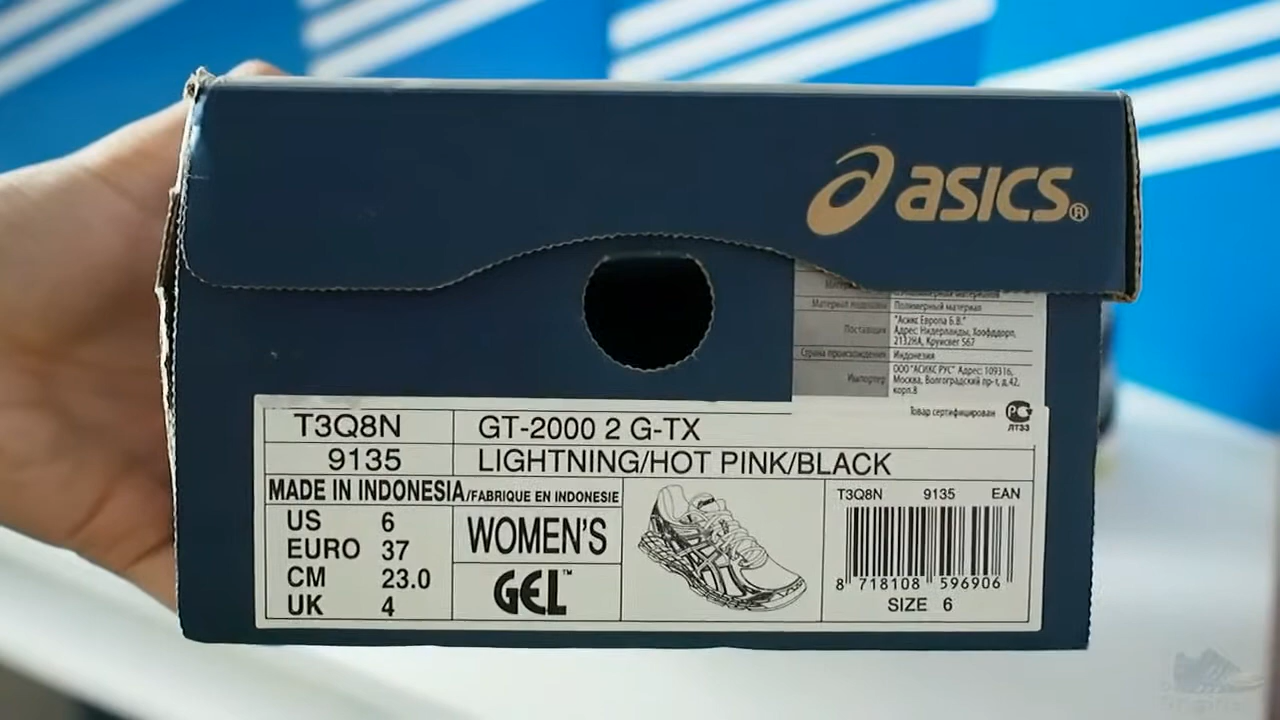 asics®
Полимерный материал
Поставщик "Асикс Европа Б.В."
Адрес: Нидерланды, Хоофддорп,
2132HA, Круисвег 567
Страна происхождения Индонезия
Импортер ООО "АСИКС РУС" Адрес: 109316,
Москва, Волгоградский пр-т, д.42,
корп.8
Товар сертифицирован РС
ЛТ33
T3Q8N GT-2000 2 G-TX
9135 LIGHTNING/HOT PINK/BLACK
MADE IN INDONESIA/FABRIQUE EN INDONESIE
US 6
EURO 37
CM 23.0
UK 4
WOMEN'S
GEL™
T3Q8N 9135 EAN
8 718108 596906
SIZE 6